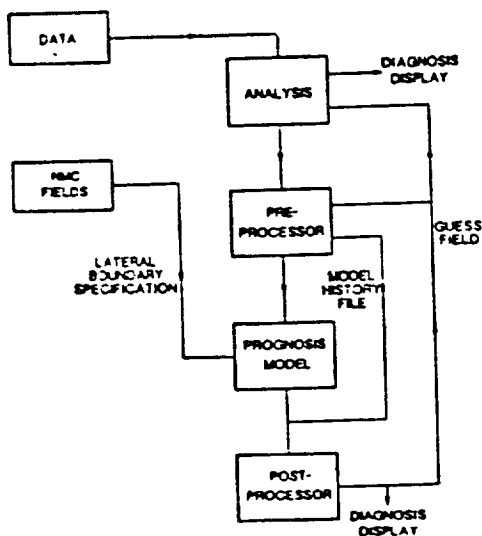 DATA
ANALYSIS
DIAGNOSIS
DISPLAY
NMC
FIELDS
PRE-
PROCESSOR
GUESS
FIELD
LATERAL
BOUNDARY
SPECIFICATION
MODEL
HISTORY
FILE
PROGNOSIS
MODEL
POST-
PROCESSOR
DIAGNOSIS
DISPLAY